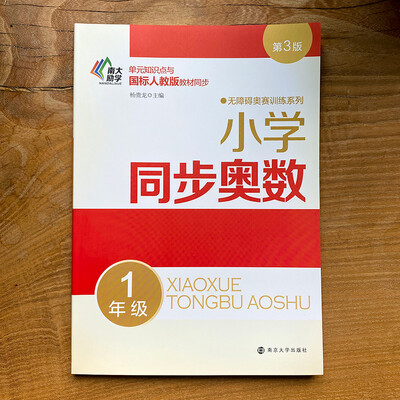 南大
励学
NANDALIXUE
单元知识点与
国标人教版教材同步
杨贵龙◎主编
第3版
无障碍奥赛训练系列
小学
同步奥数
1
年级
XIAOXUE
TONGBU AOSHU
南京大学出版社